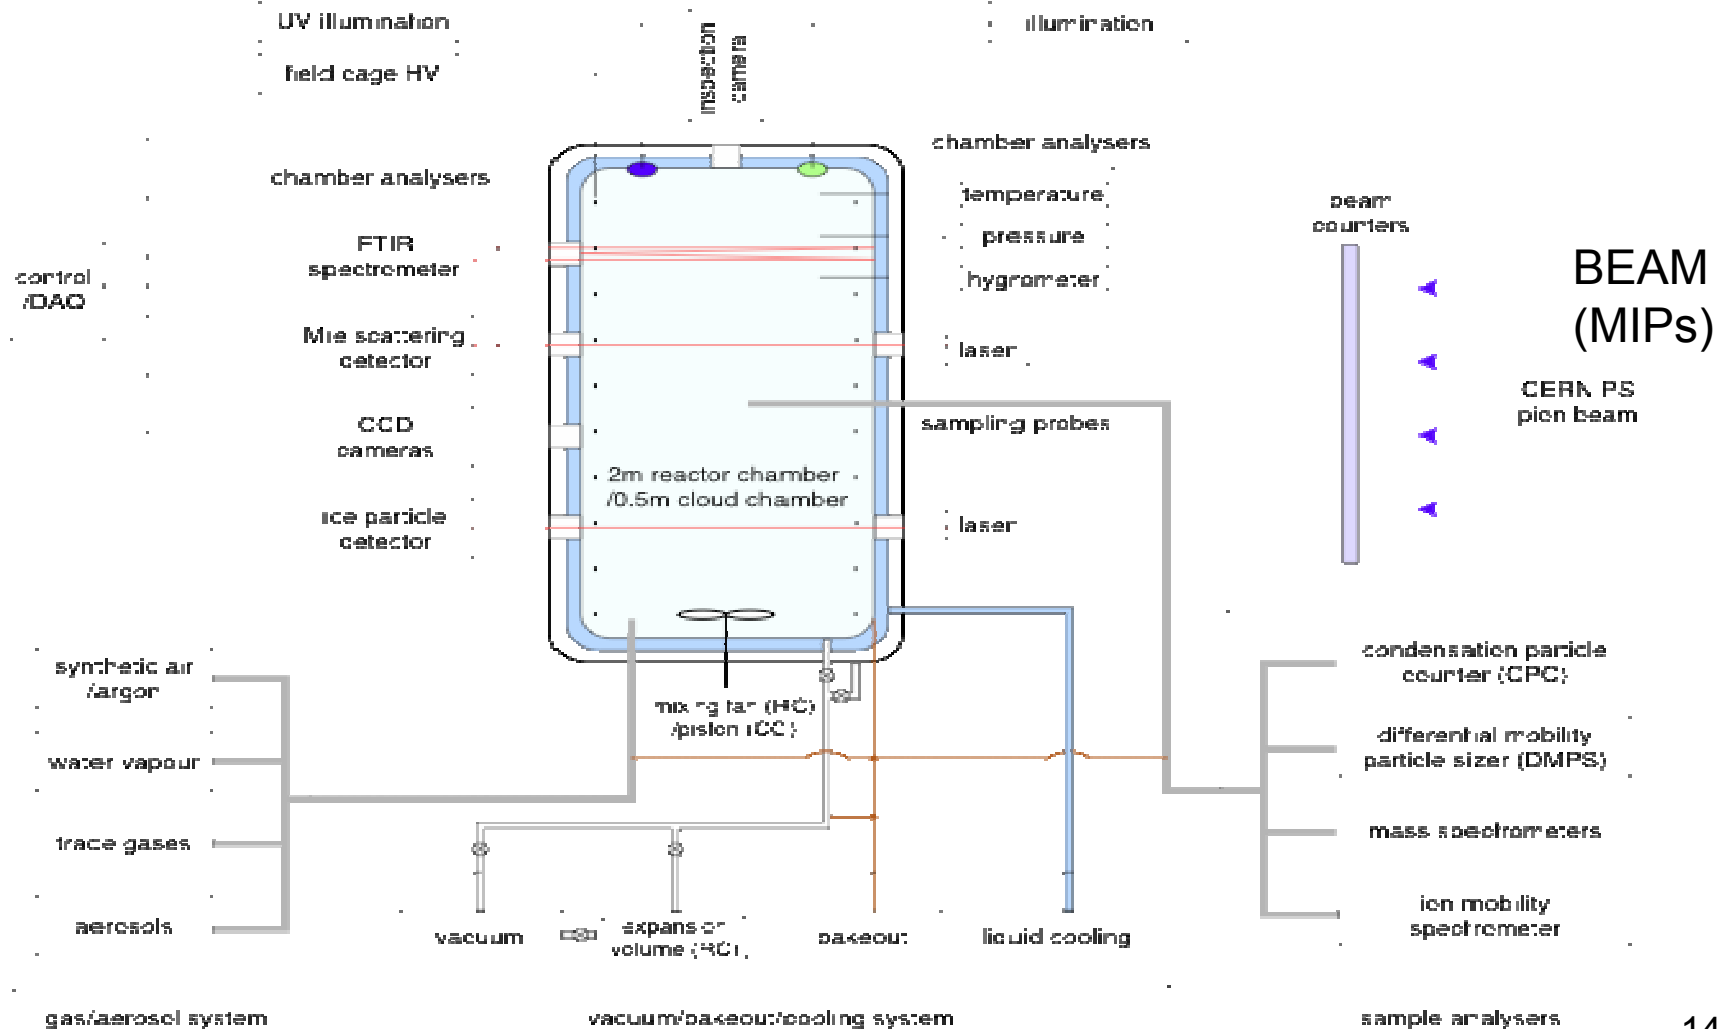 UV illumination
field cage HV
inspection
camera
illumination
chamber analysers
chamber analysers
temperature
pressure
hygrometer
FTIR
spectrometer
control
/DAQ
Mie scattering
detector
laser
CCD
cameras
sampling probes
2m reactor chamber
/0.5m cloud chamber
ice particle
detector
laser
beam
counters
BEAM
(MIPs)
CERN PS
pion beam
synthetic air
/argon
water vapour
trace gases
aerosols
mixing fan (RC)
/piston (CC)
vacuum
expansion
volume (RC)
bakeout
liquid cooling
condensation particle
counter (CPC)
differential mobility
particle sizer (DMPS)
mass spectrometers
ion mobility
spectrometer
gas/aerosol system
vacuum/bakeout/cooling system
sample analysers
14